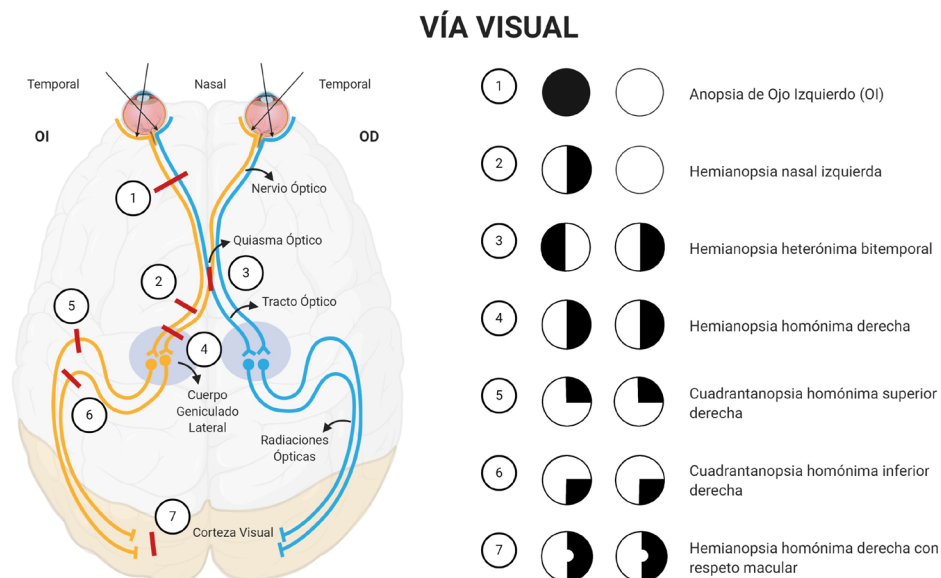 VÍA VISUAL
Temporal
Nasal
Temporal
OI
OD
1
Nervio Óptico
Quiasma Óptico
2
3
Tracto Óptico
5
4
6
Cuerpo
Geniculado
Lateral
Radiaciones
Ópticas
7
Corteza Visual
1
Anopsia de Ojo Izquierdo (OI)
2
Hemianopsia nasal izquierda
3
Hemianopsia heterónima bitemporal
4
Hemianopsia homónima derecha
5
Cuadrantanopsia homónima superior
derecha
6
Cuadrantanopsia homónima inferior
derecha
7
Hemianopsia homónima derecha con
respeto macular